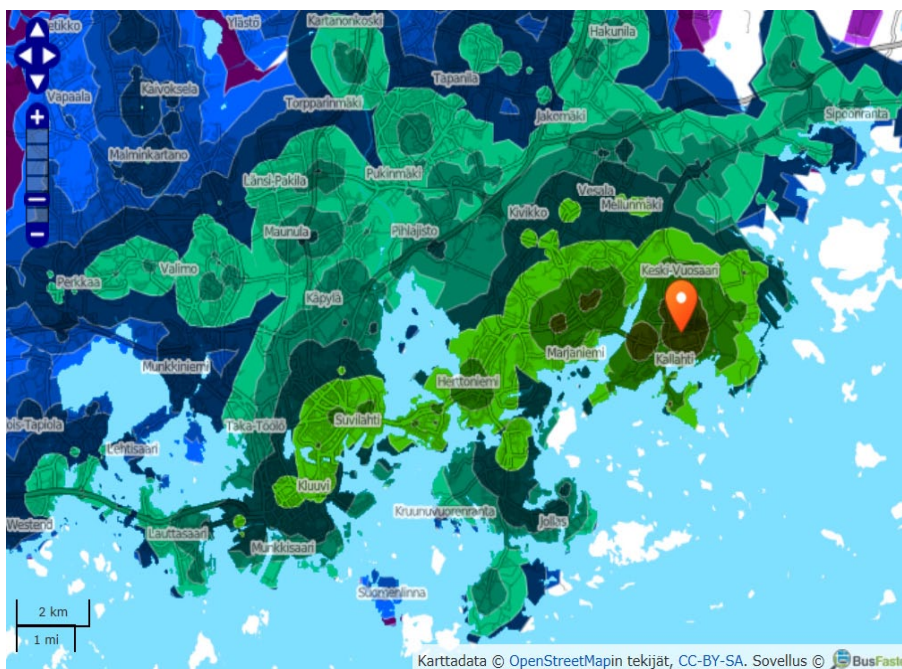 Ylästö
Kartanonkoski
Hakunila
Tapanila
Vapaala
Kaivoksela
Torpparinmäki
Jakomäki
Sipoonranta
Malminkartano
Länsi-Pakila
Pukinmäki
Vesala
Mellunmäki
Kivikko
Maunula
Pihlajisto
Perkkaa
Valimo
Keski-Vuosaari
Käpylä
Munkkiniemi
Marjaniemi
Kallahti
Herttoniemi
Taka-Töölö
Suvilahti
Lehtisaari
Kluuvi
Westend
Lauttasaari
Munkkisaari
Kruunuvuorenranta
Jollas
Suomenlinna
2 km
1 mi
Karttadata © OpenStreetMapin tekijät, CC-BY-SA. Sovellus ©